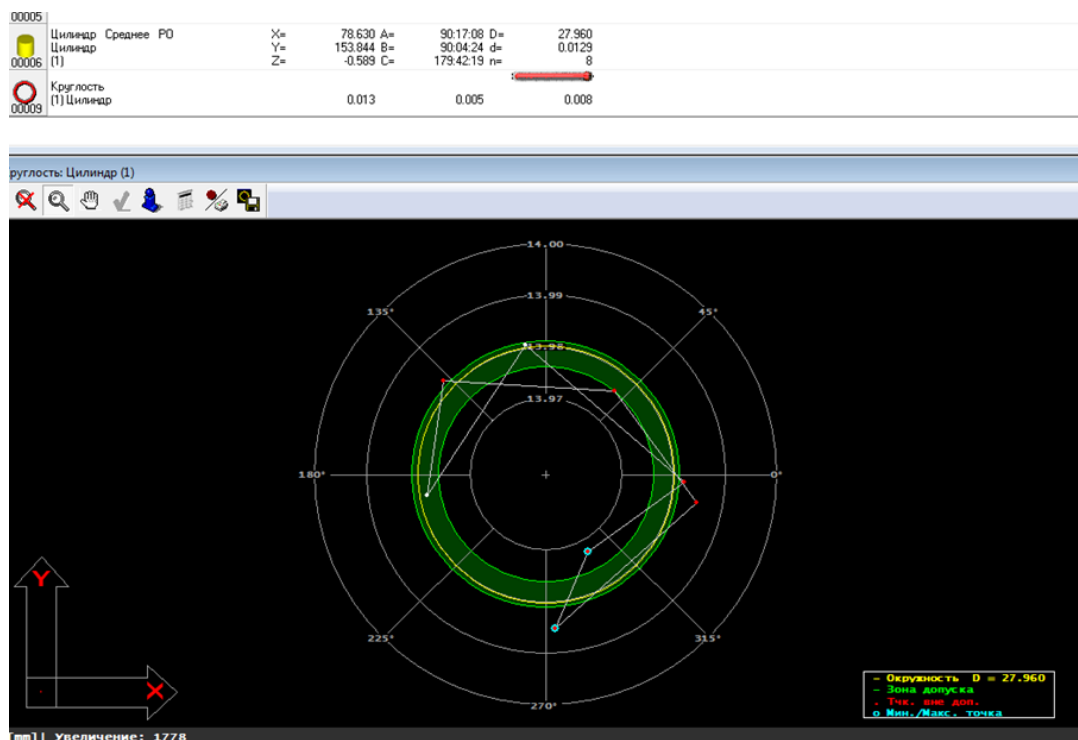 00005
Цилиндр Среднее РО X= 78.630 A= 90:17:08 D= 27.960
Цилиндр Y= 153.844 B= 90:04:24 d= 0.0129
00006 (1) Z= -0.589 C= 179:42:19 n= 8
Круглость
00009 (1) Цилиндр 0.013 0.005 0.008
руглость: Цилиндр (1)
14.00
13.99
135°
45°
13.98
13.97
180°
0°
Y
225°
315°
X
270°
– Окружность D = 27.960
– Зона допуска
. Тчк. вне доп.
o Мин./Макс. точка
[mm] Увеличение: 1778